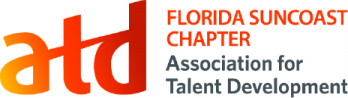 atd
FLORIDA SUNCOAST
CHAPTER
Association for
Talent Development